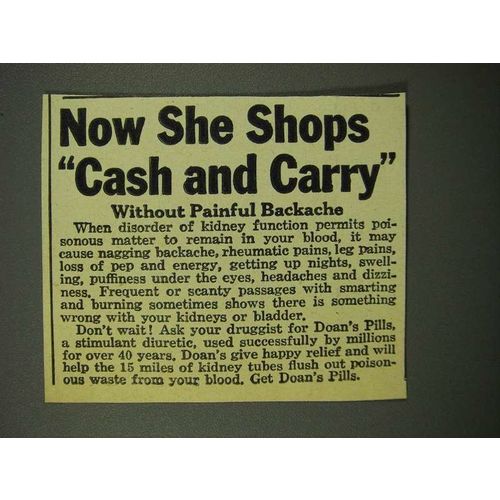 Now She Shops
"Cash and Carry"
Without Painful Backache
When disorder of kidney function permits poi-
sonous matter to remain in your blood, it may
cause nagging backache, rheumatic pains, leg pains,
loss of pep and energy, getting up nights, swell-
ing, puffiness under the eyes, headaches and dizzi-
ness. Frequent or scanty passages with smarting
and burning sometimes shows there is something
wrong with your kidneys or bladder.
Don't wait! Ask your druggist for Doan's Pills,
a stimulant diuretic, used successfully by millions
for over 40 years. Doan's give happy relief and will
help the 15 miles of kidney tubes flush out poison-
ous waste from your blood. Get Doan's Pills.